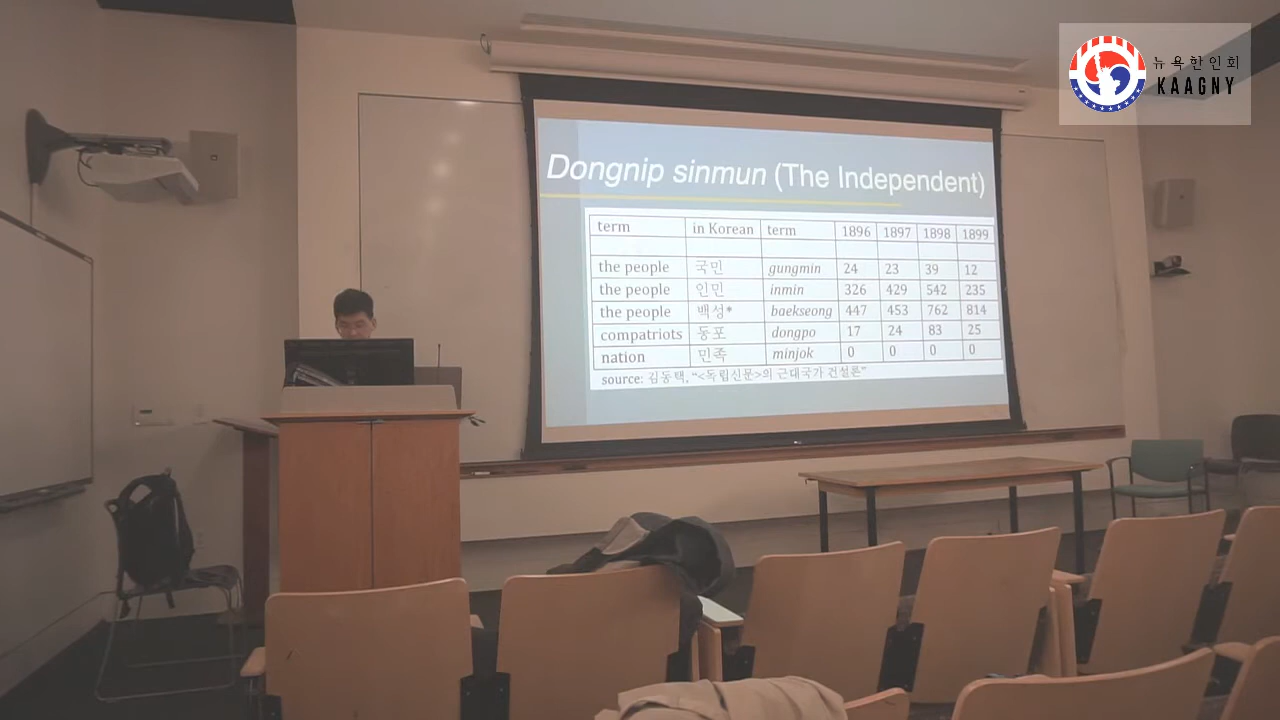 뉴욕한인회
KAAGNY
Dongnip sinmun (The Independent)
term in Korean term 1896 1897 1898 1899
the people 국민 gungmin 24 23 39 12
the people 인민 inmin 326 429 542 235
the people 백성* baekseong 447 453 762 814
compatriots 동포 dongpo 17 24 83 25
nation 민족 minjok 0 0 0 0
source: 김동택, “<독립신문>의 근대국가 건설론”